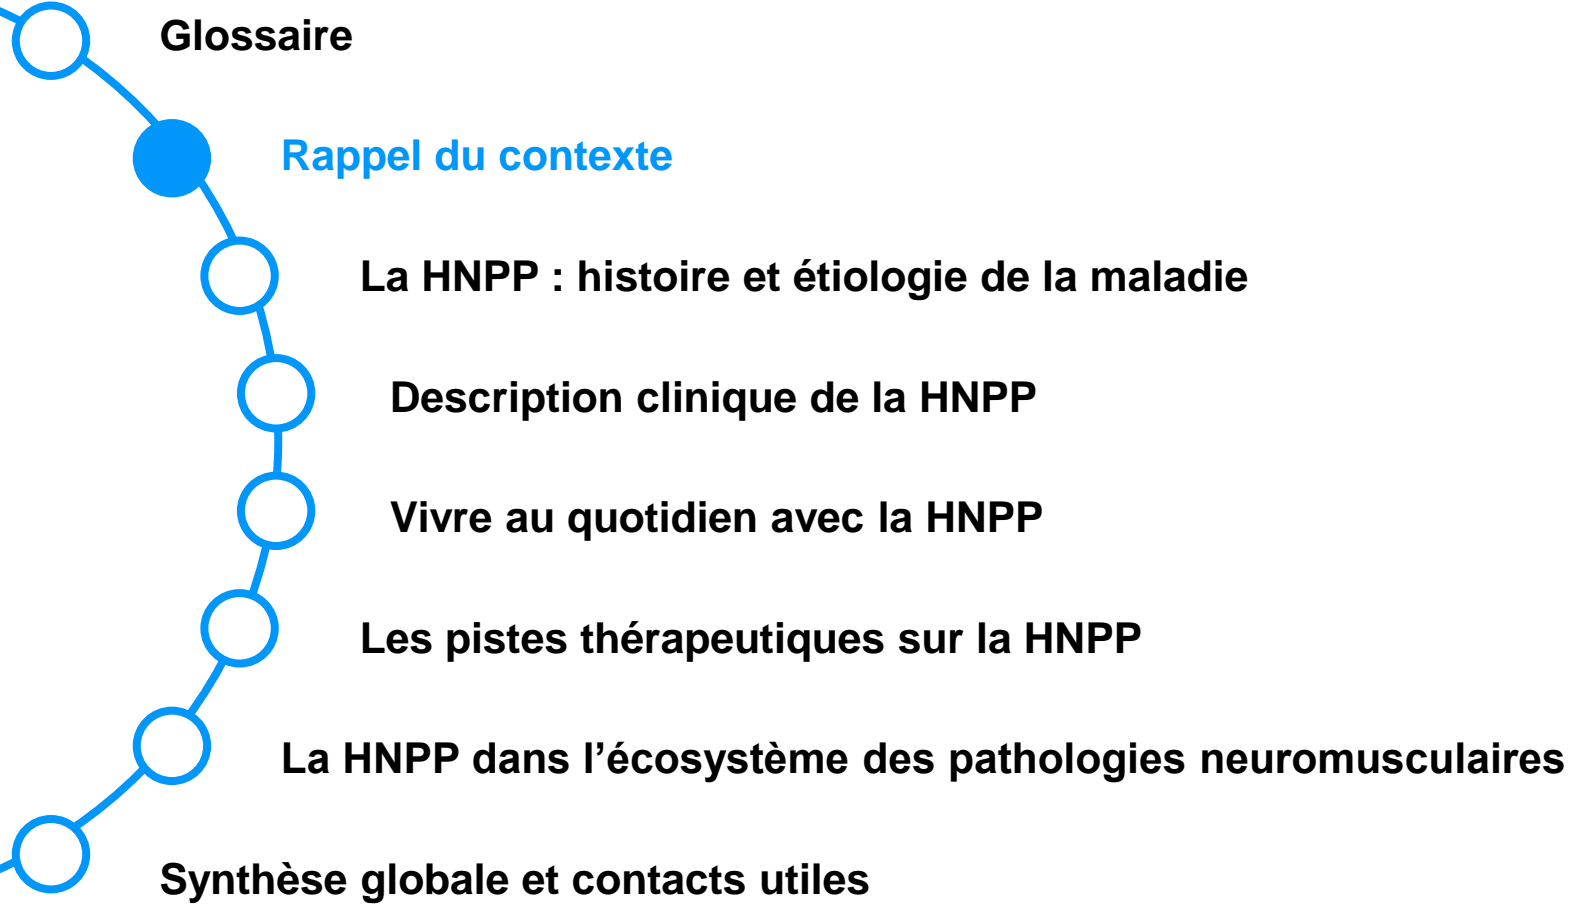 Glossaire
Rappel du contexte
La HNPP : histoire et étiologie de la maladie
Description clinique de la HNPP
Vivre au quotidien avec la HNPP
Les pistes thérapeutiques sur la HNPP
La HNPP dans l’écosystème des pathologies neuromusculaires
Synthèse globale et contacts utiles